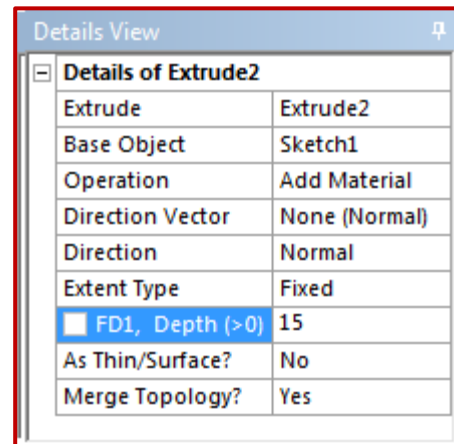 Details View
Details of Extrude2
Extrude Extrude2
Base Object Sketch1
Operation Add Material
Direction Vector None (Normal)
Direction Normal
Extent Type Fixed
FD1, Depth (>0) 15
As Thin/Surface? No
Merge Topology? Yes